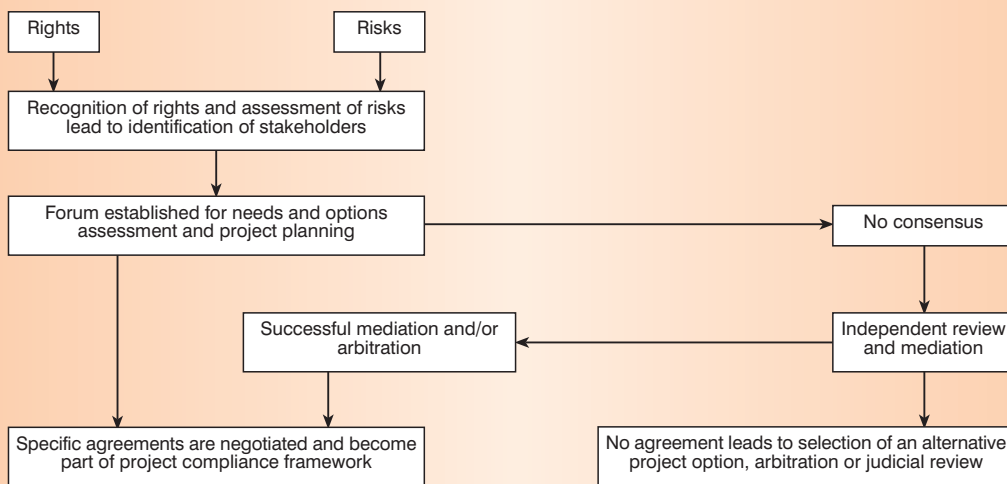 Rights
Risks
Recognition of rights and assessment of risks
lead to identification of stakeholders
Forum established for needs and options
assessment and project planning
No consensus
Successful mediation and/or
arbitration
Independent review
and mediation
Specific agreements are negotiated and become
part of project compliance framework
No agreement leads to selection of an alternative
project option, arbitration or judicial review